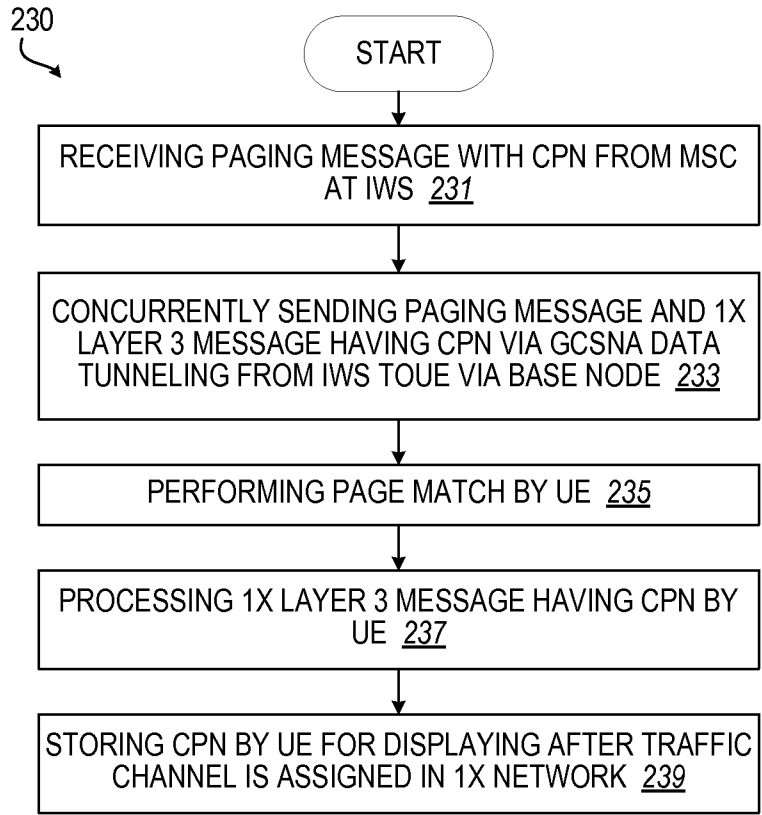 230
START
RECEIVING PAGING MESSAGE WITH CPN FROM MSC
AT IWS 231
CONCURRENTLY SENDING PAGING MESSAGE AND 1X
LAYER 3 MESSAGE HAVING CPN VIA GCSNA DATA
TUNNELING FROM IWS TOUE VIA BASE NODE 233
PERFORMING PAGE MATCH BY UE 235
PROCESSING 1X LAYER 3 MESSAGE HAVING CPN BY
UE 237
STORING CPN BY UE FOR DISPLAYING AFTER TRAFFIC
CHANNEL IS ASSIGNED IN 1X NETWORK 239